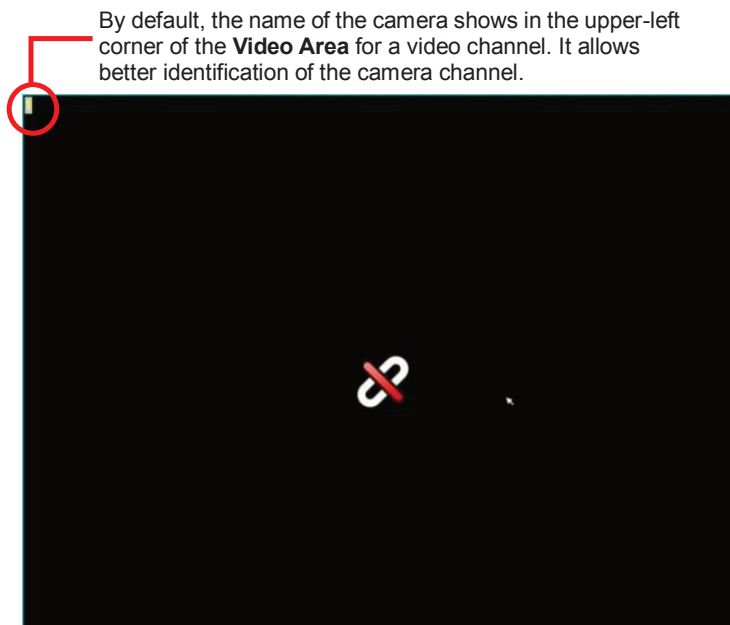 By default, the name of the camera shows in the upper-left
corner of the Video Area for a video channel. It allows
better identification of the camera channel.